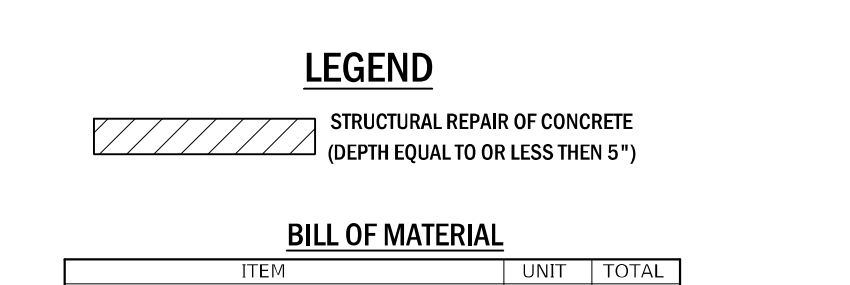 LEGEND
STRUCTURAL REPAIR OF CONCRETE
(DEPTH EQUAL TO OR LESS THEN 5")
BILL OF MATERIAL
ITEM UNIT TOTAL